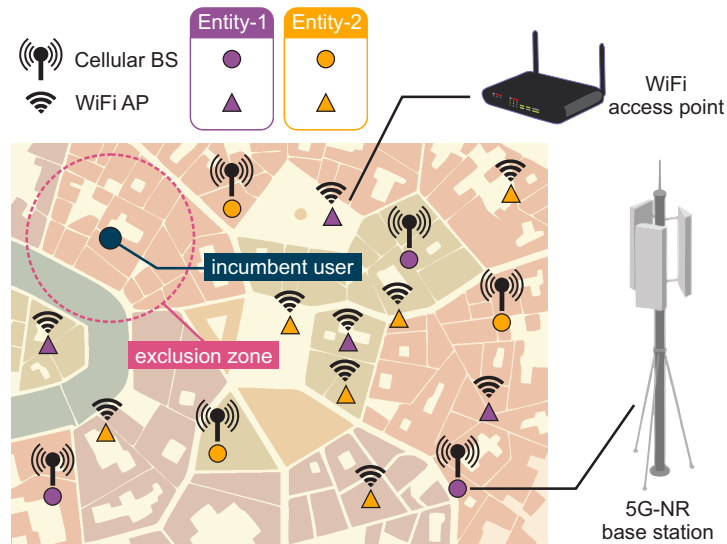 Entity-1
Entity-2
Cellular BS
WiFi AP
WiFi
access point
incumbent user
exclusion zone
5G-NR
base station